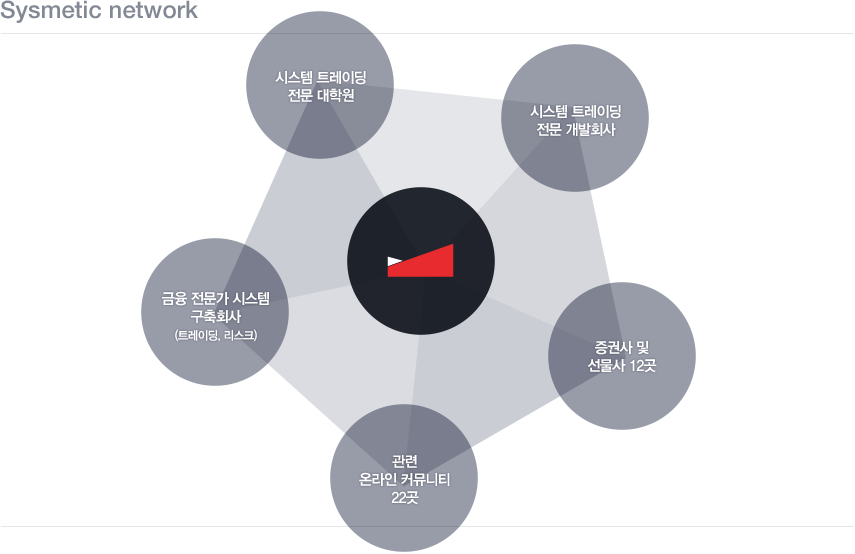 Sysmetic network
시스템 트레이딩
전문 대학원
시스템 트레이딩
전문 개발회사
금융 전문가 시스템
구축회사
(트레이딩, 리스크)
증권사 및
선물사 12곳
관련
온라인 커뮤니티
22곳